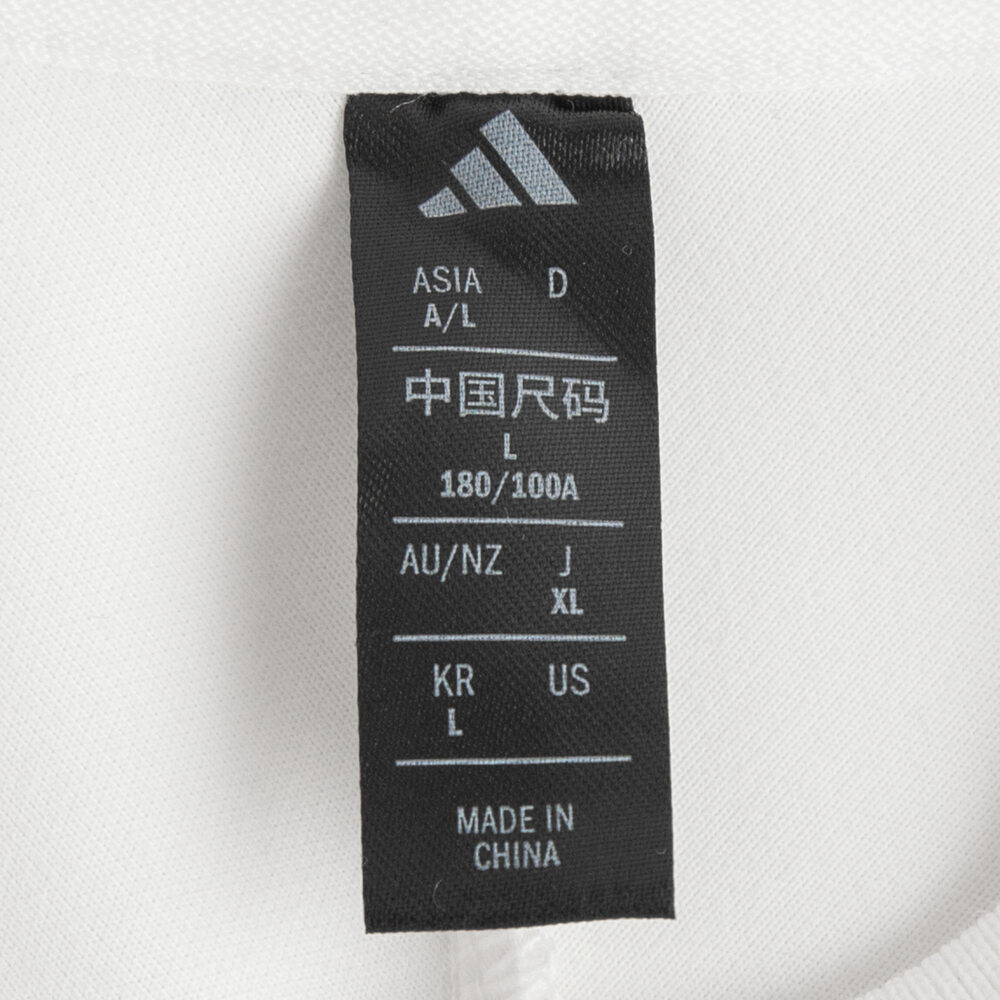 ASIA D
A/L
中国尺码
L
180/100A
AU/NZ J
XL
KR US
L
MADE IN
CHINA